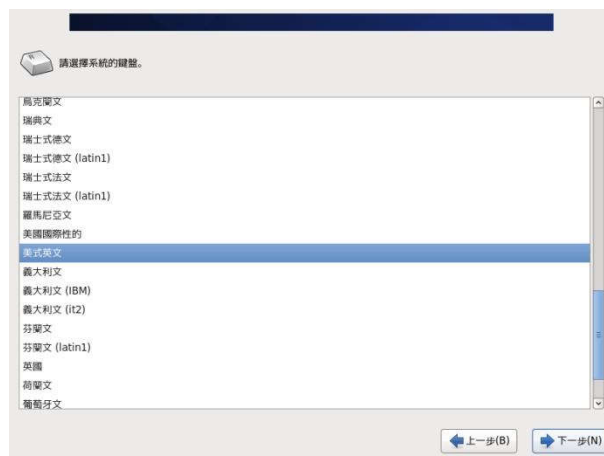 請選擇系統的鍵盤。
烏克蘭文
瑞典文
瑞士式德文
瑞士式德文 (latin1)
瑞士式法文
瑞士式法文 (latin1)
羅馬尼亞文
美國國際性的
美式英文
義大利文
義大利文 (IBM)
義大利文 (it2)
芬蘭文
芬蘭文 (latin1)
英國
荷蘭文
葡萄牙文
上一步(B)
下一步(N)